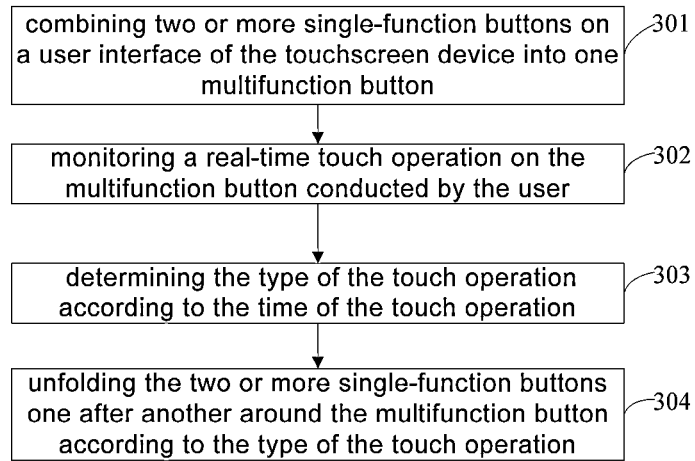 combining two or more single-function buttons on
a user interface of the touchscreen device into one
multifunction button
301
monitoring a real-time touch operation on the
multifunction button conducted by the user
302
determining the type of the touch operation
according to the time of the touch operation
303
unfolding the two or more single-function buttons
one after another around the multifunction button
according to the type of the touch operation
304